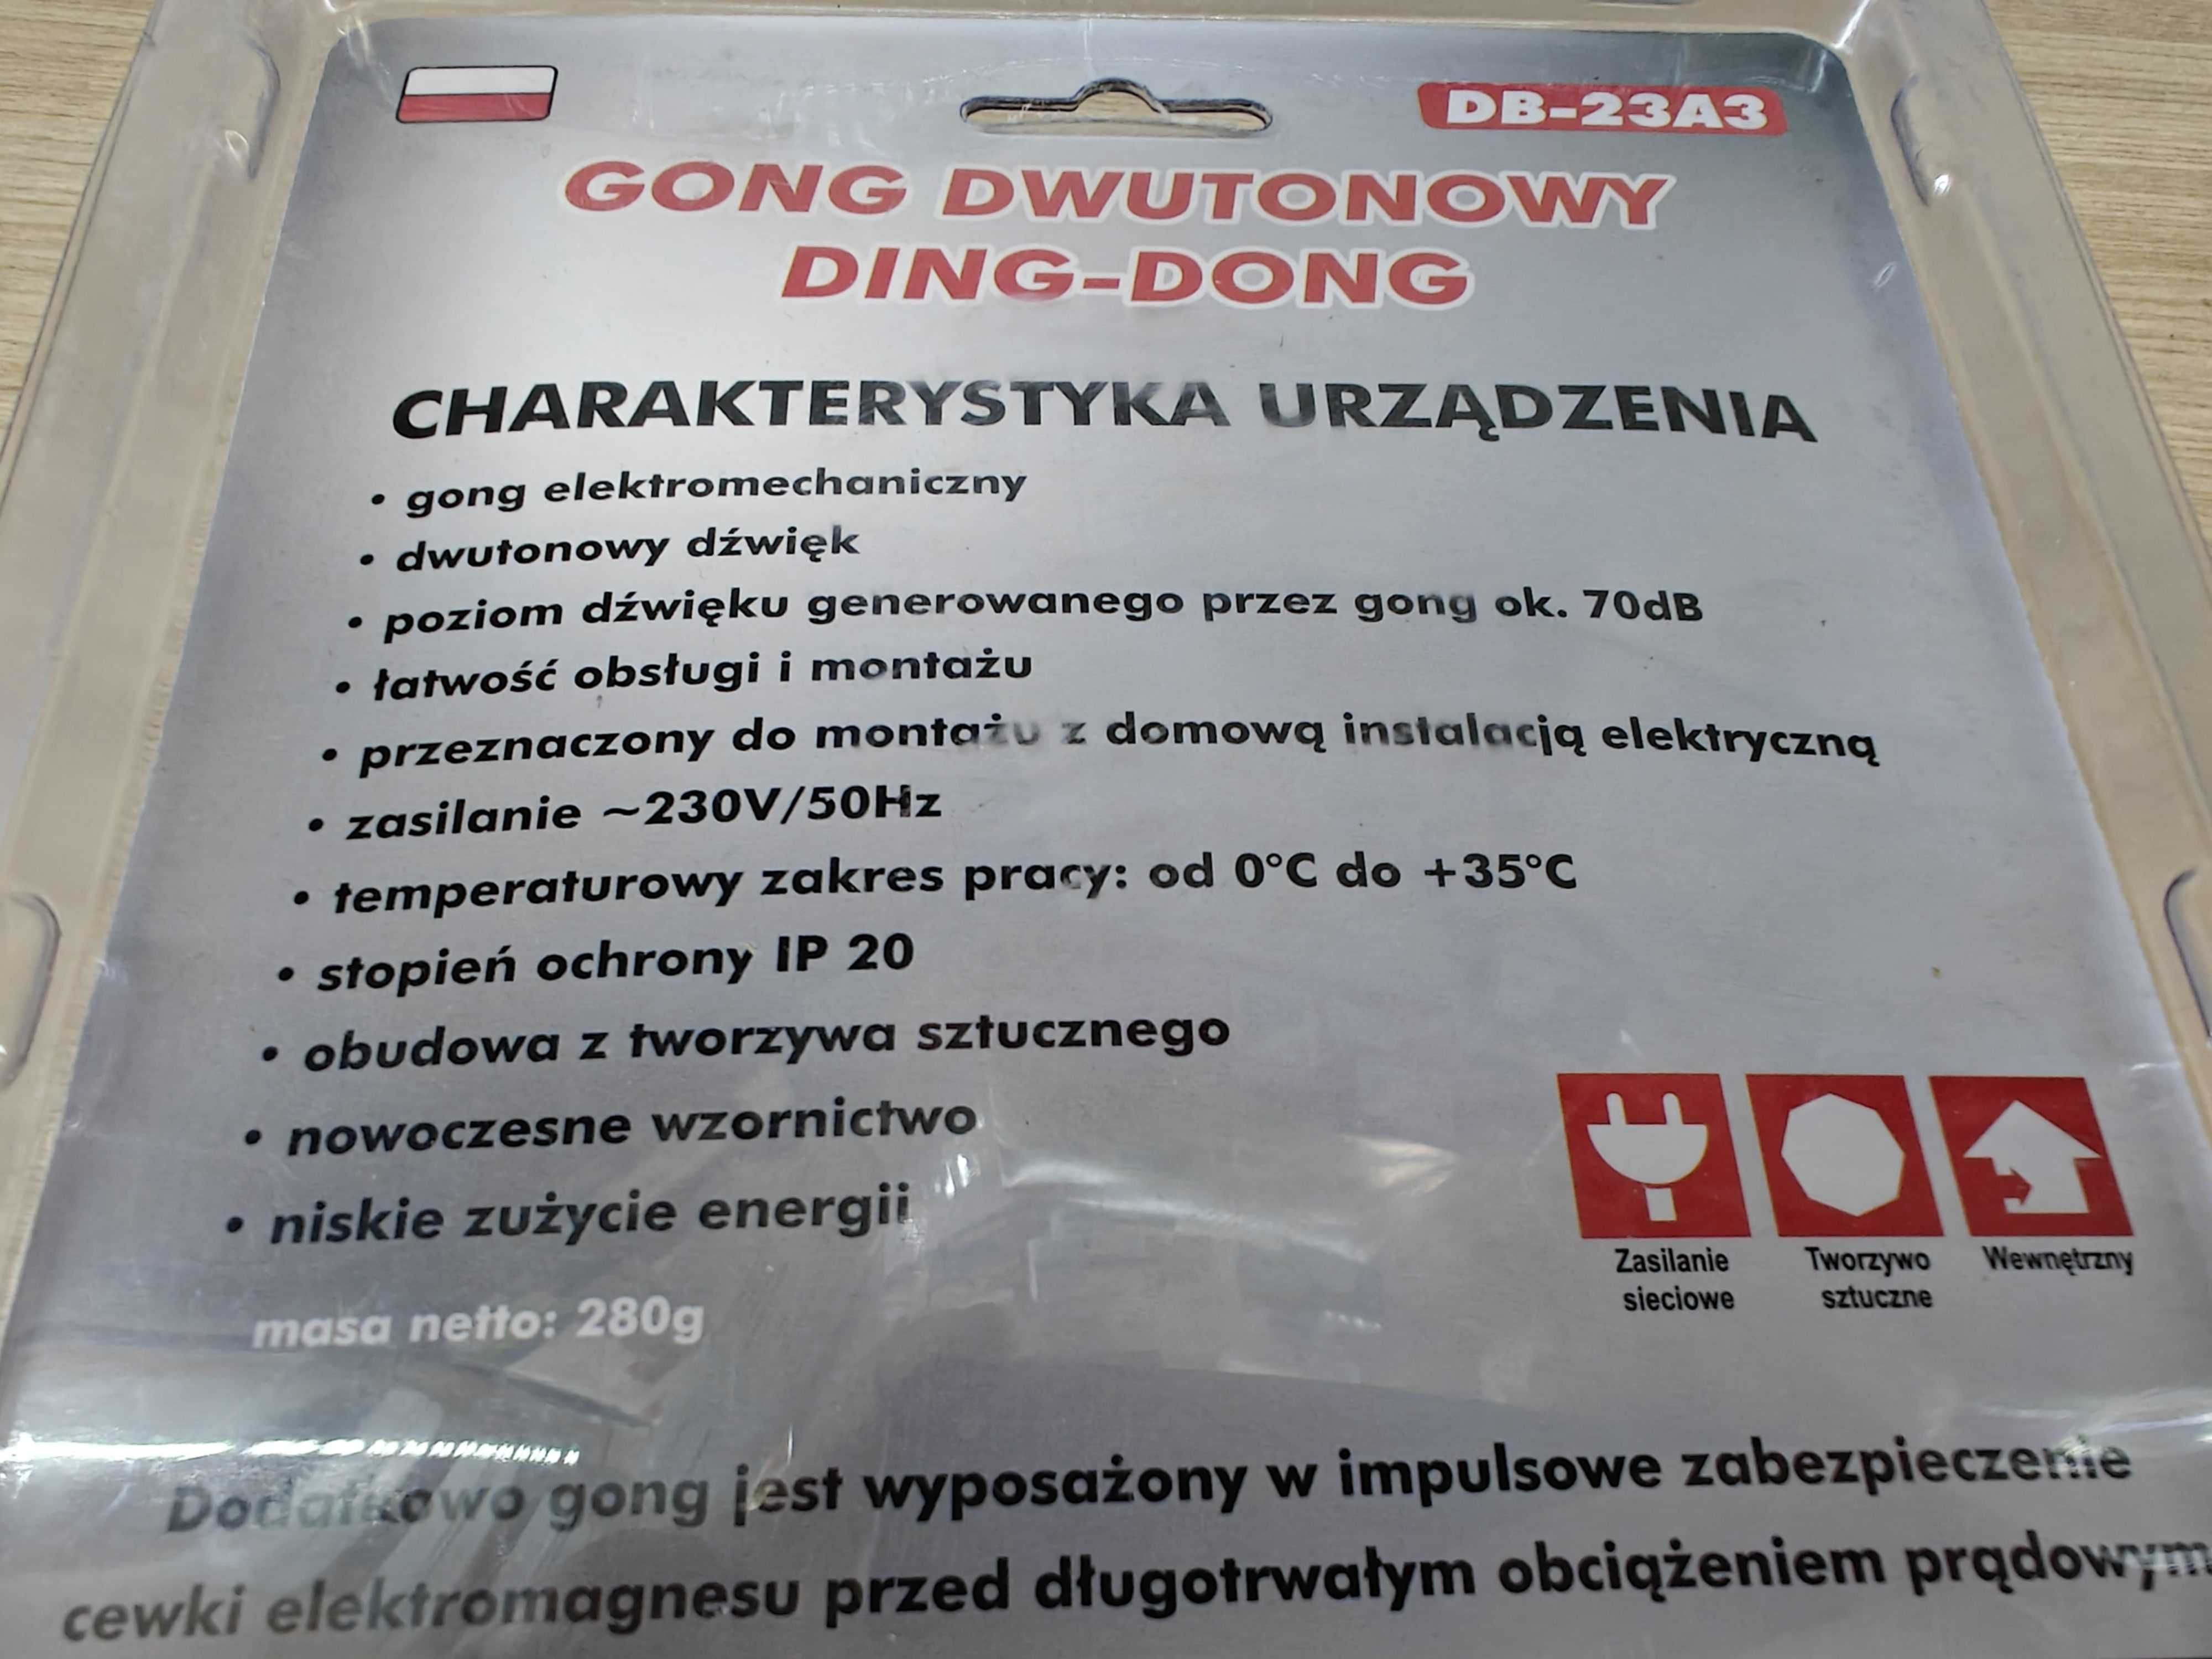 DB-23A3
GONG DWUTONOWY
DING-DONG
CHARAKTERYSTYKA URZĄDZENIA
• gong elektromechaniczny
• dwutonowy dźwięk
• poziom dźwięku generowanego przez gong ok. 70dB
• łatwość obsługi i montażu
• przeznaczony do montażu z domową instalacją elektryczną
• zasilanie ~230V/50Hz
• temperaturowy zakres pracy: od 0°C do +35°C
• stopień ochrony IP 20
• obudowa z tworzywa sztucznego
• nowoczesne wzornictwo
• niskie zużycie energii
Zasilanie
sieciowe
Tworzywo
sztuczne
Wewnętrzny
masa netto: 280g
Dodatkowo gong jest wyposażony w impulsowe zabezpieczenie
cewki elektromagnesu przed długotrwałym obciążeniem prądowym